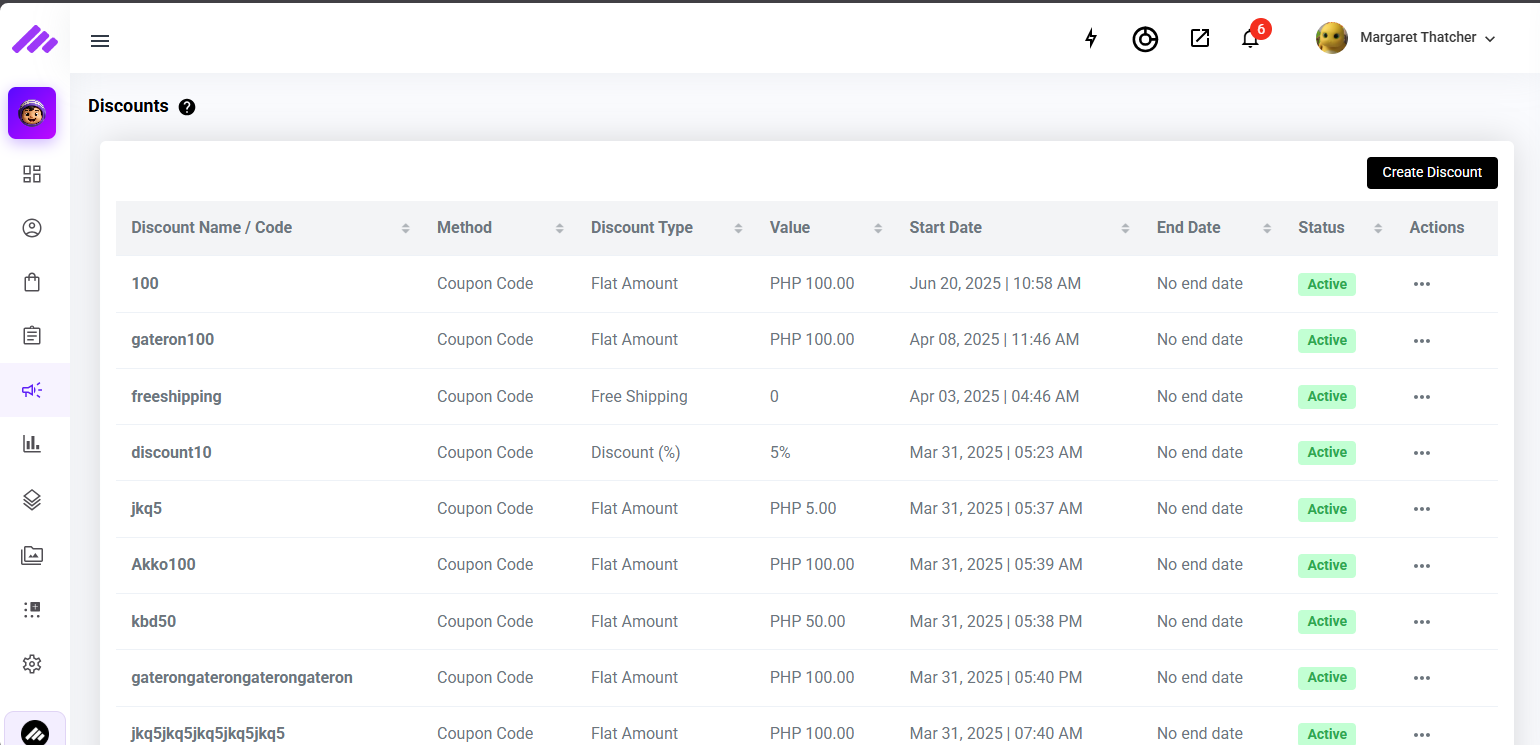 6
Margaret Thatcher
Discounts ?
Create Discount
Discount Name / Code Method Discount Type Value Start Date End Date Status Actions
100 Coupon Code Flat Amount PHP 100.00 Jun 20, 2025 | 10:58 AM No end date Active
gateron100 Coupon Code Flat Amount PHP 100.00 Apr 08, 2025 | 11:46 AM No end date Active
freeshipping Coupon Code Free Shipping 0 Apr 03, 2025 | 04:46 AM No end date Active
discount10 Coupon Code Discount (%) 5% Mar 31, 2025 | 05:23 AM No end date Active
jkq5 Coupon Code Flat Amount PHP 5.00 Mar 31, 2025 | 05:37 AM No end date Active
Akko100 Coupon Code Flat Amount PHP 100.00 Mar 31, 2025 | 05:39 AM No end date Active
kbd50 Coupon Code Flat Amount PHP 50.00 Mar 31, 2025 | 05:38 PM No end date Active
gaterongaterongaterongateron Coupon Code Flat Amount PHP 100.00 Mar 31, 2025 | 05:40 PM No end date Active
jkq5jkq5jkq5jkq5jkq5 Coupon Code Flat Amount PHP 100.00 Mar 31, 2025 | 07:40 AM No end date Active